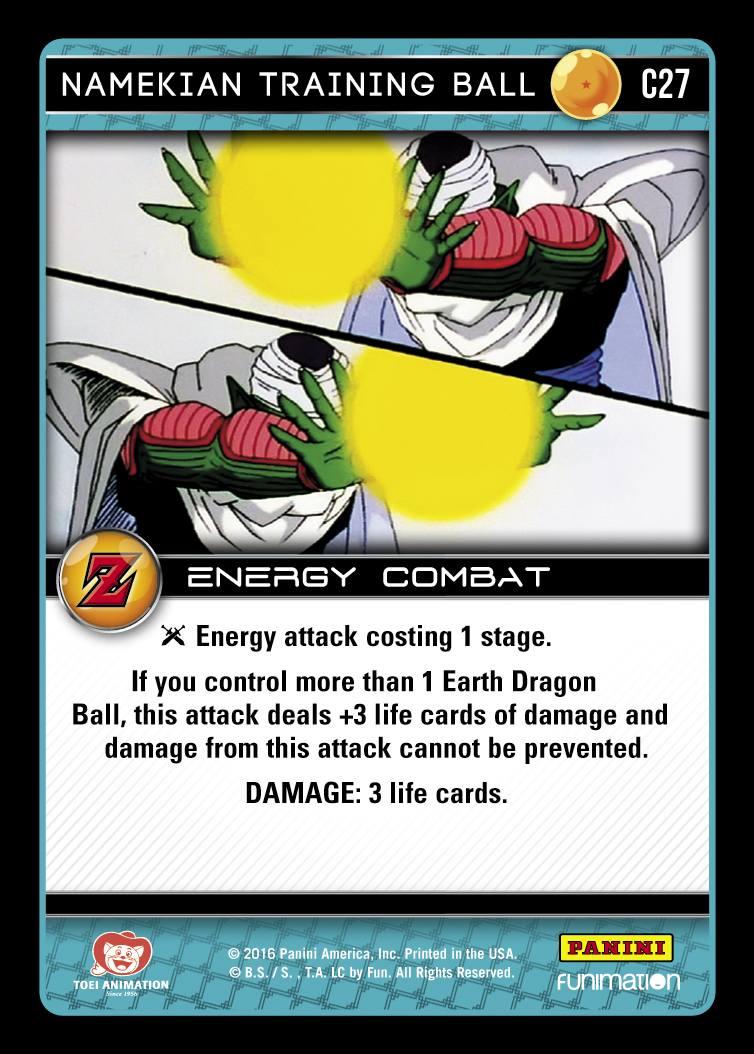 NAMEKIAN TRAINING BALL C27
Z
ENERGY COMBAT
Energy attack costing 1 stage.
If you control more than 1 Earth Dragon
Ball, this attack deals +3 life cards of damage and
damage from this attack cannot be prevented.
DAMAGE: 3 life cards.
TOEI ANIMATION
Since 1956
© 2016 Panini America, Inc. Printed in the USA.
© B.S. / S. , T.A. LC by Fun. All Rights Reserved.
PANINI
FUNIMATION